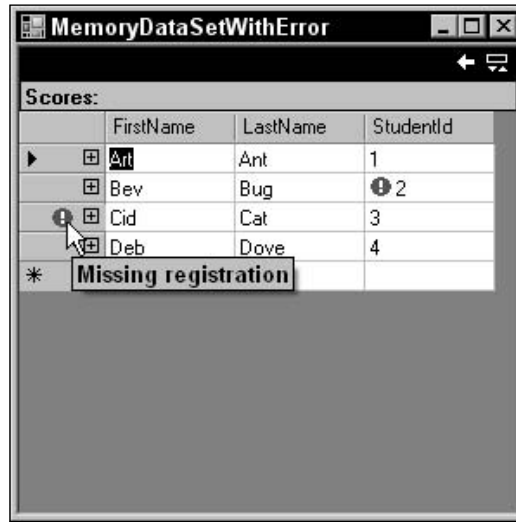 MemoryDataSetWithError
Scores:
FirstName LastName StudentId
Art Ant 1
Bev Bug 2
Cid Cat 3
Deb Dove 4
Missing registration